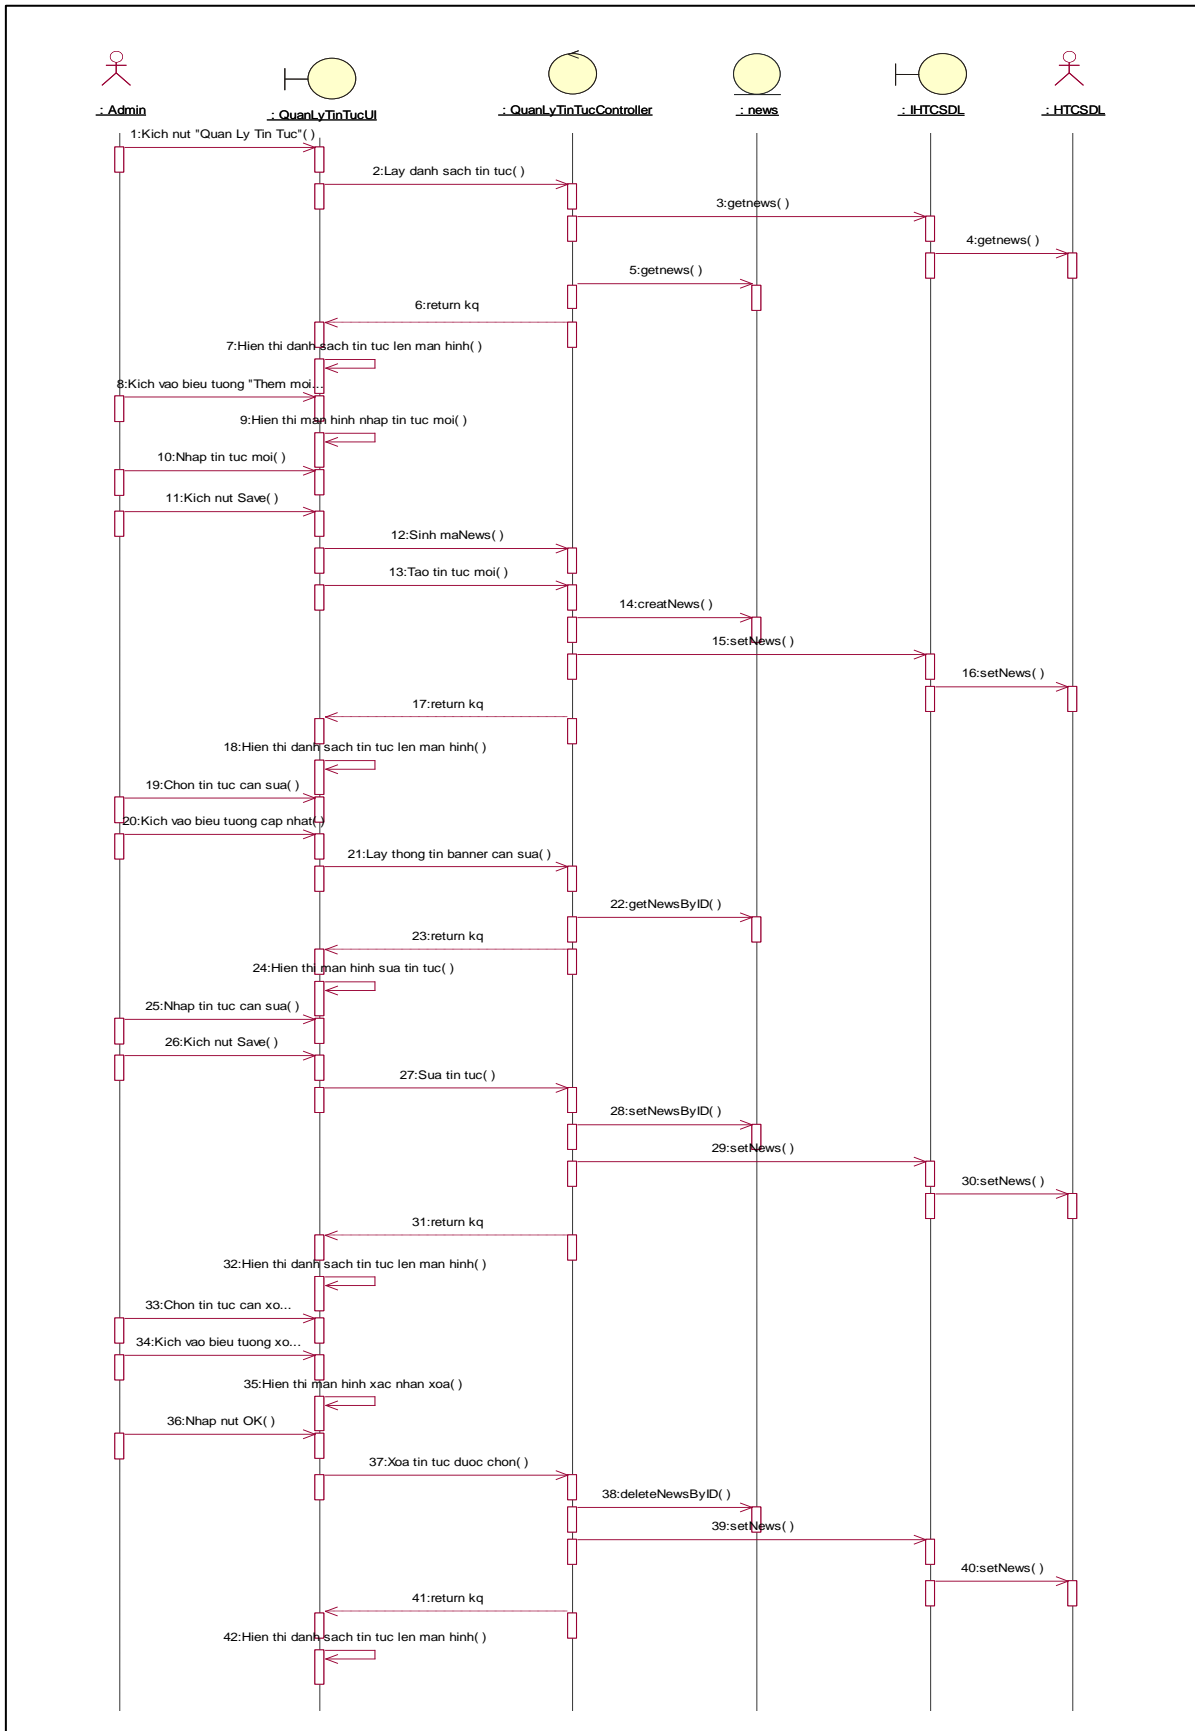 : Admin
: QuanLyTinTucUI
: QuanLyTinTucController
: news
: IHTCSDL
: HTCSDL
1:Kich nut "Quan Ly Tin Tuc"( )
2:Lay danh sach tin tuc( )
3:getnews( )
4:getnews( )
5:getnews( )
6:return kq
7:Hien thi danh sach tin tuc len man hinh( )
8:Kich vao bieu tuong "Them moi...
9:Hien thi man hinh nhap tin tuc moi( )
10:Nhap tin tuc moi( )
11:Kich nut Save( )
12:Sinh maNews( )
13:Tao tin tuc moi( )
14:creatNews( )
15:setNews( )
16:setNews( )
17:return kq
18:Hien thi danh sach tin tuc len man hinh( )
19:Chon tin tuc can sua( )
20:Kich vao bieu tuong cap nhat( )
21:Lay thong tin banner can sua( )
22:getNewsByID( )
23:return kq
24:Hien thi man hinh sua tin tuc( )
25:Nhap tin tuc can sua( )
26:Kich nut Save( )
27:Sua tin tuc( )
28:setNewsByID( )
29:setNews( )
30:setNews( )
31:return kq
32:Hien thi danh sach tin tuc len man hinh( )
33:Chon tin tuc can xo...
34:Kich vao bieu tuong xo...
35:Hien thi man hinh xac nhan xoa( )
36:Nhap nut OK( )
37:Xoa tin tuc duoc chon( )
38:deleteNewsByID( )
39:setNews( )
40:setNews( )
41:return kq
42:Hien thi danh sach tin tuc len man hinh( )